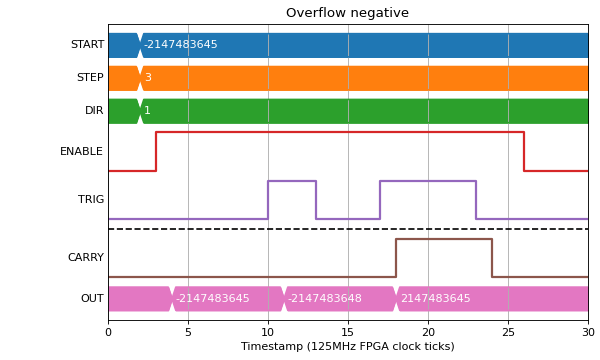 Overflow negative
START -2147483645
STEP 3
DIR 1
ENABLE
TRIG
CARRY
OUT -2147483645 -2147483648 2147483645
0 5 10 15 20 25 30
Timestamp (125MHz FPGA clock ticks)